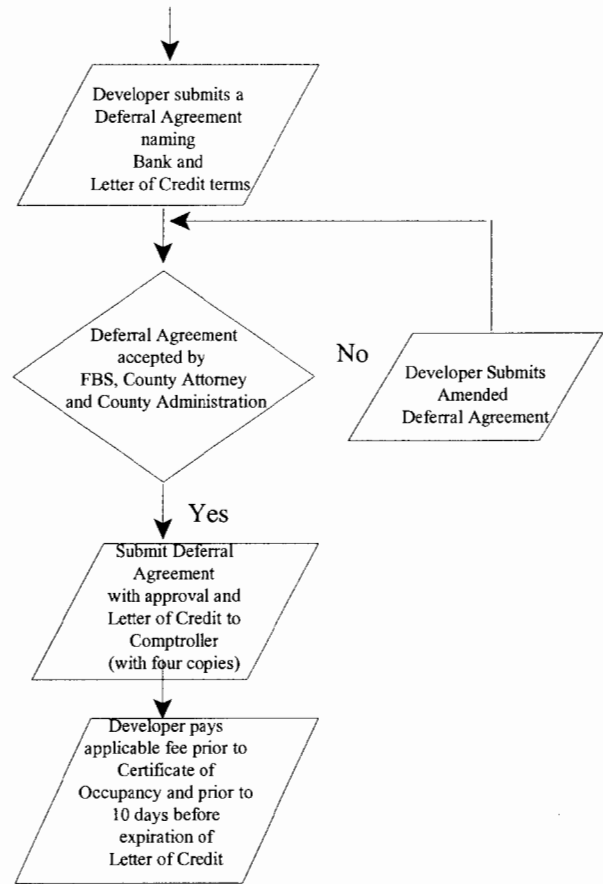 Developer submits a
Deferral Agreement
naming
Bank and
Letter of Credit terms
Deferral Agreement
accepted by
FBS, County Attorney
and County Administration
No
Developer Submits
Amended
Deferral Agreement
Yes
Submit Deferral
Agreement
with approval and
Letter of Credit to
Comptroller
(with four copies)
Developer pays
applicable fee prior to
Certificate of
Occupancy and prior to
10 days before
expiration of
Letter of Credit